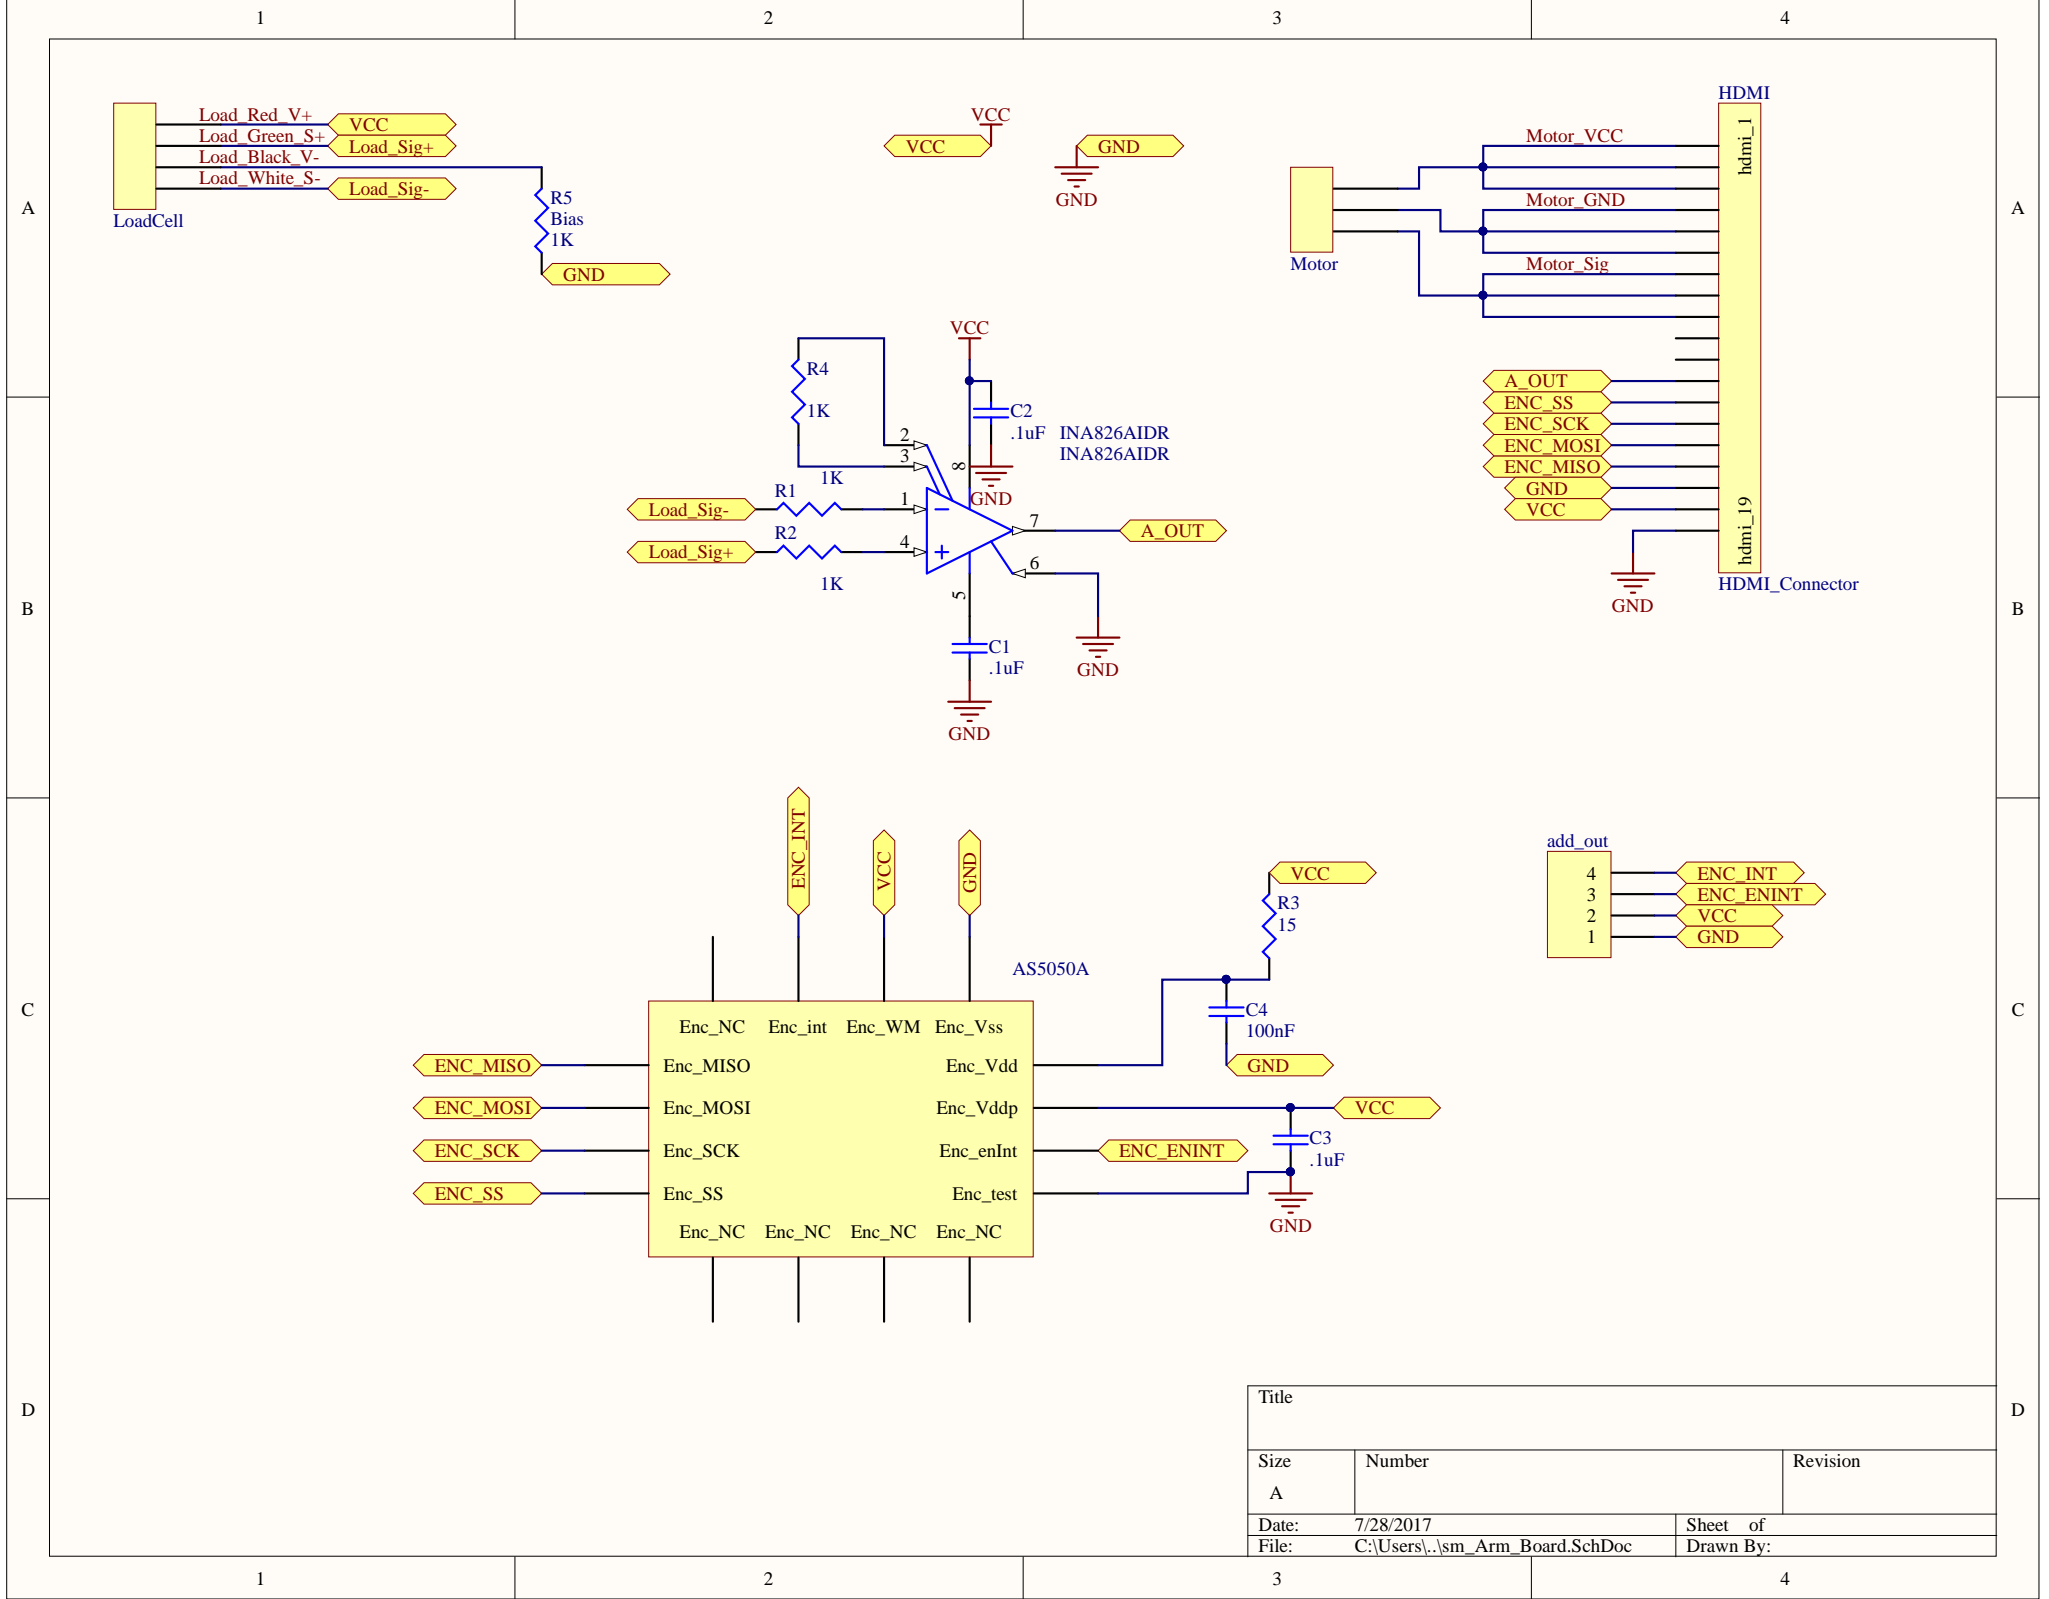 1 2 3 4
A
B
C
D
A
B
C
D
Load_Red_V+ VCC
Load_Green_S+ Load_Sig+
Load_Black_V-
Load_White_S- Load_Sig-
LoadCell
R5
Bias
1K
GND
VCC
VCC
GND
GND
HDMI
hdmi_1
Motor_VCC
Motor_GND
Motor_Sig
Motor
A_OUT
ENC_SS
ENC_SCK
ENC_MOSI
ENC_MISO
GND
VCC
hdmi_19
GND
HDMI_Connector
VCC
R4
1K
C2
.1uF
INA826AIDR
INA826AIDR
GND
2
3
8
1K
Load_Sig- R1 1
7 A_OUT
Load_Sig+ R2 4
1K
6
5
C1
.1uF
GND
GND
ENC_INT
VCC
GND
AS5050A
VCC
R3
15
C4
100nF
GND
Enc_NC Enc_int Enc_WM Enc_Vss
ENC_MISO Enc_MISO Enc_Vdd
ENC_MOSI Enc_MOSI Enc_Vddp VCC
ENC_SCK Enc_SCK Enc_enInt ENC_ENINT
ENC_SS Enc_SS Enc_test
Enc_NC Enc_NC Enc_NC Enc_NC
C3
.1uF
GND
add_out
4 ENC_INT
3 ENC_ENINT
2 VCC
1 GND
Title
Size Number Revision
A
Date: 7/28/2017 Sheet of
File: C:\Users\..\sm_Arm_Board.SchDoc Drawn By:
1 2 3 4